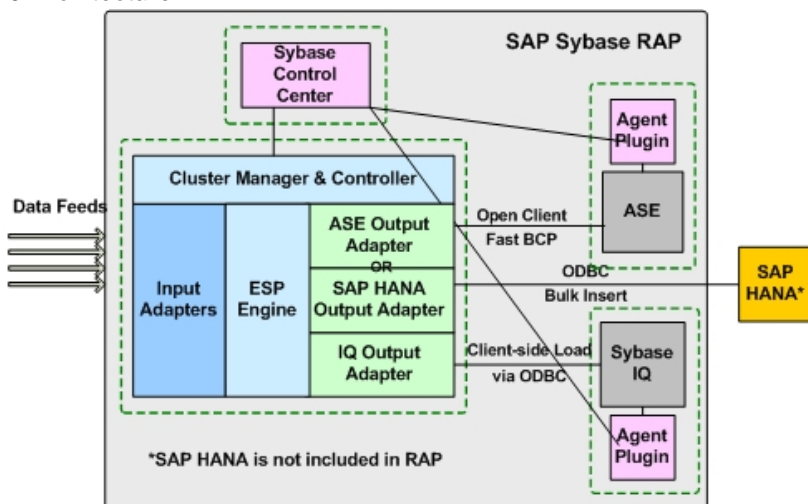 SAP Sybase RAP
Sybase
Control
Center
Agent
Plugin
ASE
Cluster Manager & Controller
Data Feeds
Input
Adapters
ESP
Engine
ASE Output
Adapter
OR
SAP HANA
Output Adapter
IQ Output
Adapter
Open Client
Fast BCP
ODBC
Bulk Insert
SAP
HANA*
Client-side Load
via ODBC
Sybase
IQ
Agent
Plugin
*SAP HANA is not included in RAP